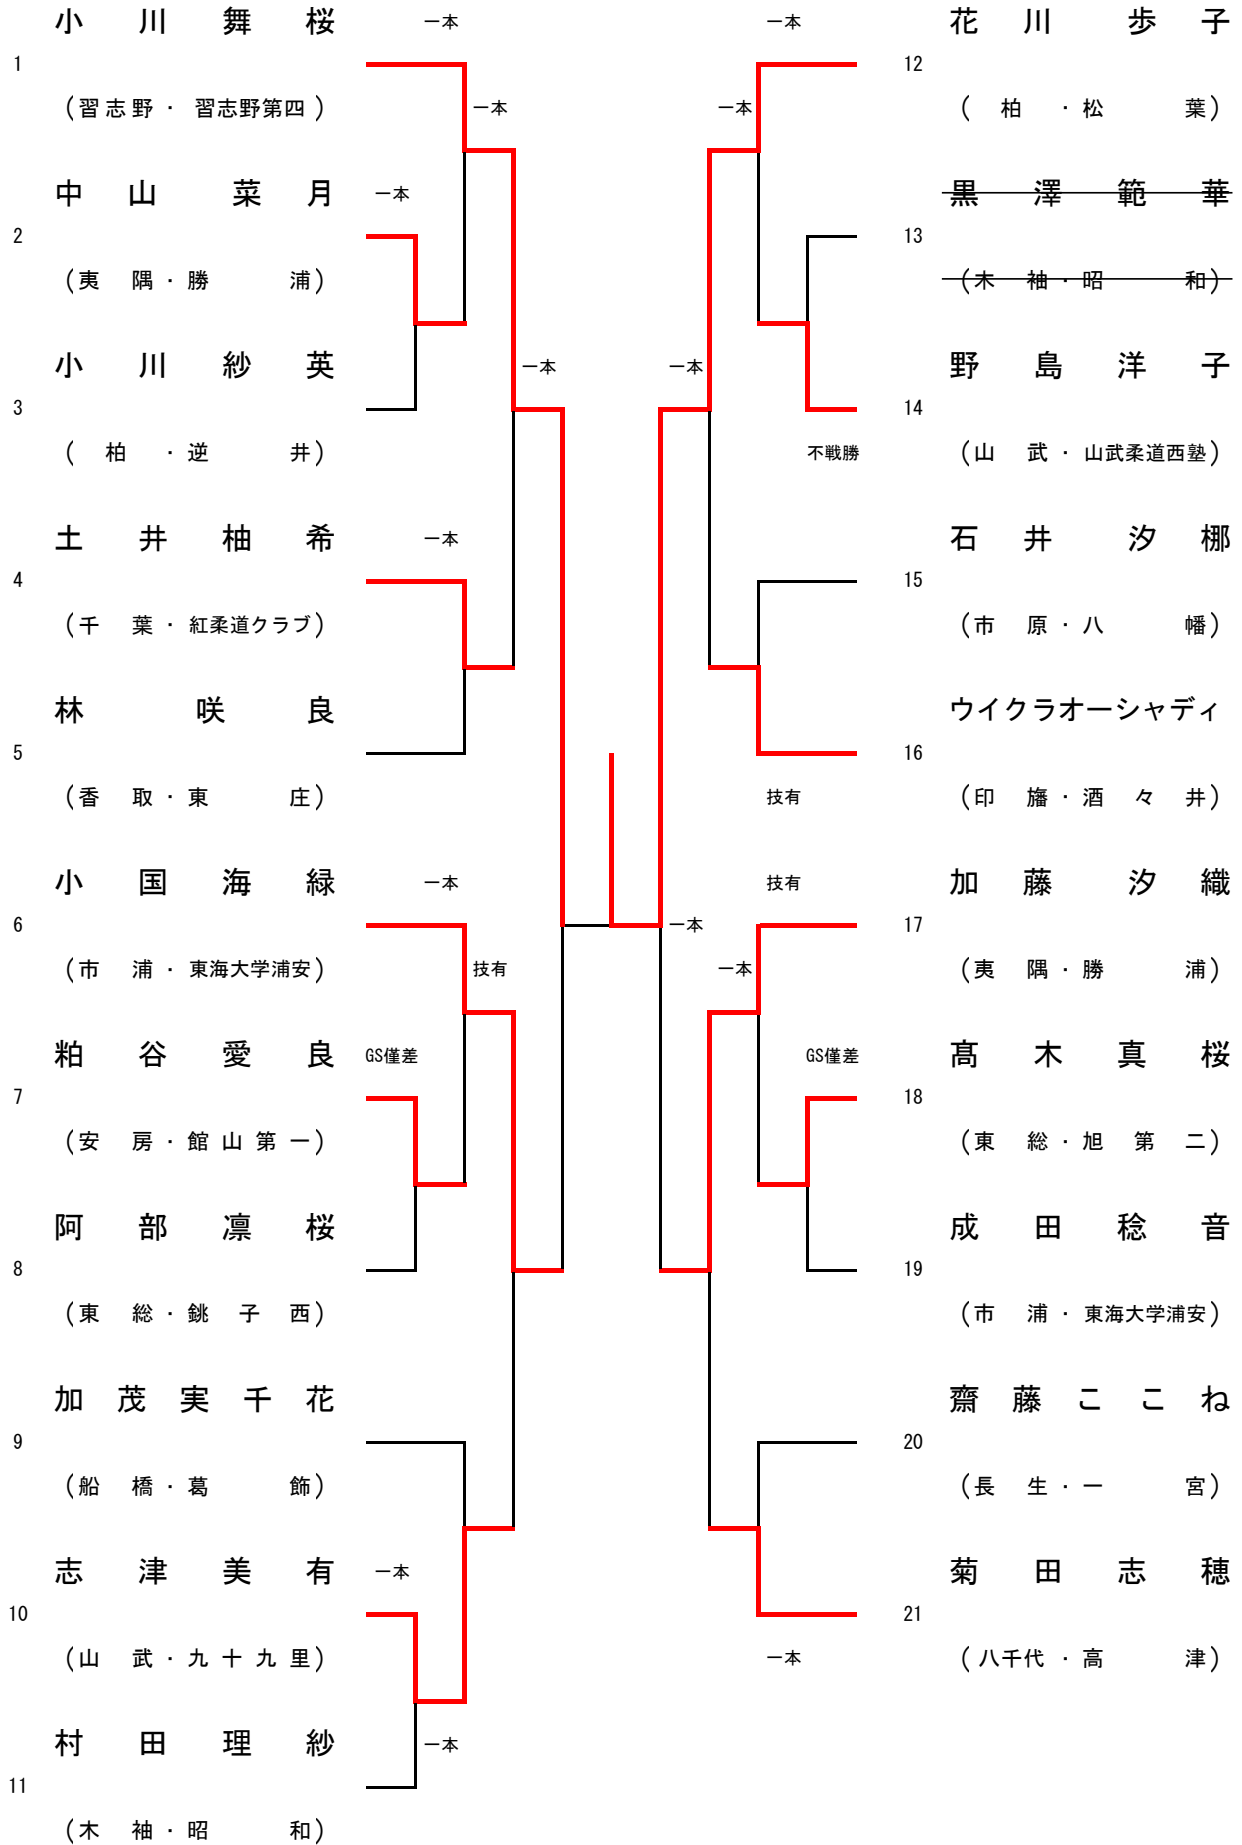 小川舞桜 一本
1
(習志野・習志野第四)
一本
中山菜月 一本
2
(夷隅・勝浦)
小川紗英 一本
3
(柏・逆井)
土井柚希 一本
4
(千葉・紅柔道クラブ)
林咲良
5
(香取・東庄)
小国海緑 一本
6
(市浦・東海大学浦安)
技有
粕谷愛良 GS僅差
7
(安房・館山第一)
阿部凛桜
8
(東総・銚子西)
加茂実千花
9
(船橋・葛飾)
志津美有 一本
10
(山武・九十九里)
村田理紗 一本
11
(木袖・昭和)
一本 花川歩子
12
一本 (柏・松葉)
黒澤範華
13
(木袖・昭和)
一本 野島洋子
14
不戦勝 (山武・山武柔道西塾)
石井汐梛
15
(市原・八幡)
ウイクラオーシャディ
16
技有 (印旛・酒々井)
技有 加藤汐織
一本 17
一本 (夷隅・勝浦)
GS僅差 髙木真桜
18
(東総・旭第二)
成田稔音
19
(市浦・東海大学浦安)
齋藤ここね
20
(長生・一宮)
菊田志穂
21
一本 (八千代・高津)